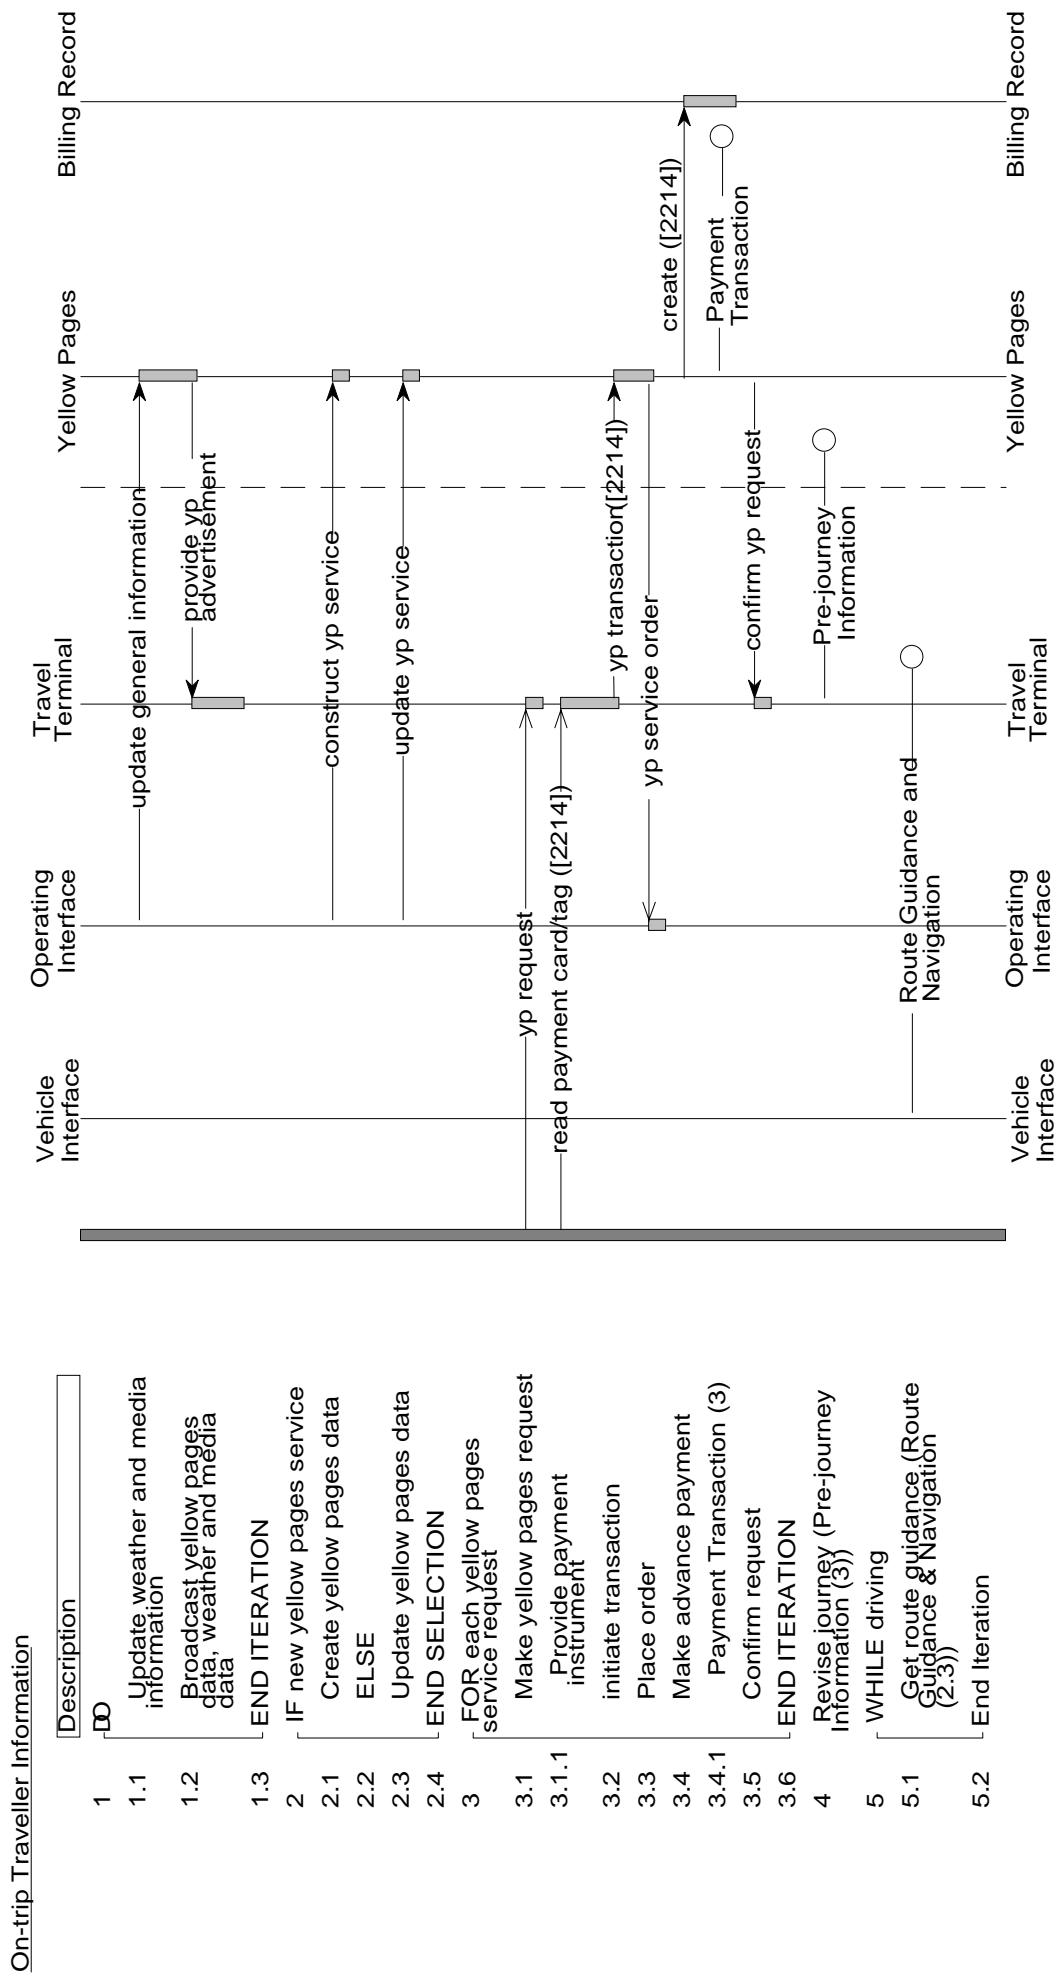 On-trip Traveller Information
Description
1 DO
1.1 Update weather and media
information
1.2 Broadcast yellow pages
data, weather and media
data
1.3 END ITERATION
2 IF new yellow pages service
2.1 Create yellow pages data
2.2 ELSE
2.3 Update yellow pages data
2.4 END SELECTION
3 FOR each yellow pages
service request
3.1 Make yellow pages request
3.1.1 Provide payment
instrument
3.2 initiate transaction
3.3 Place order
3.4 Make advance payment
3.4.1 Payment Transaction (3)
3.5 Confirm request
3.6 END ITERATION
4 Revise journey (Pre-journey
Information (3))
5 WHILE driving
5.1 Get route guidance (Route
Guidance & Navigation
(2.3))
5.2 End Iteration
Vehicle
Interface
Operating
Interface
Travel
Terminal
Yellow Pages
Billing Record
update general information
provide yp
advertisement
construct yp service
update yp service
yp request
read payment card/tag ([2214])
yp transaction([2214])
yp service order
create ([2214])
Payment
Transaction
confirm yp request
Pre-journey
Information
Route Guidance and
Navigation
Vehicle
Interface
Operating
Interface
Travel
Terminal
Yellow Pages
Billing Record